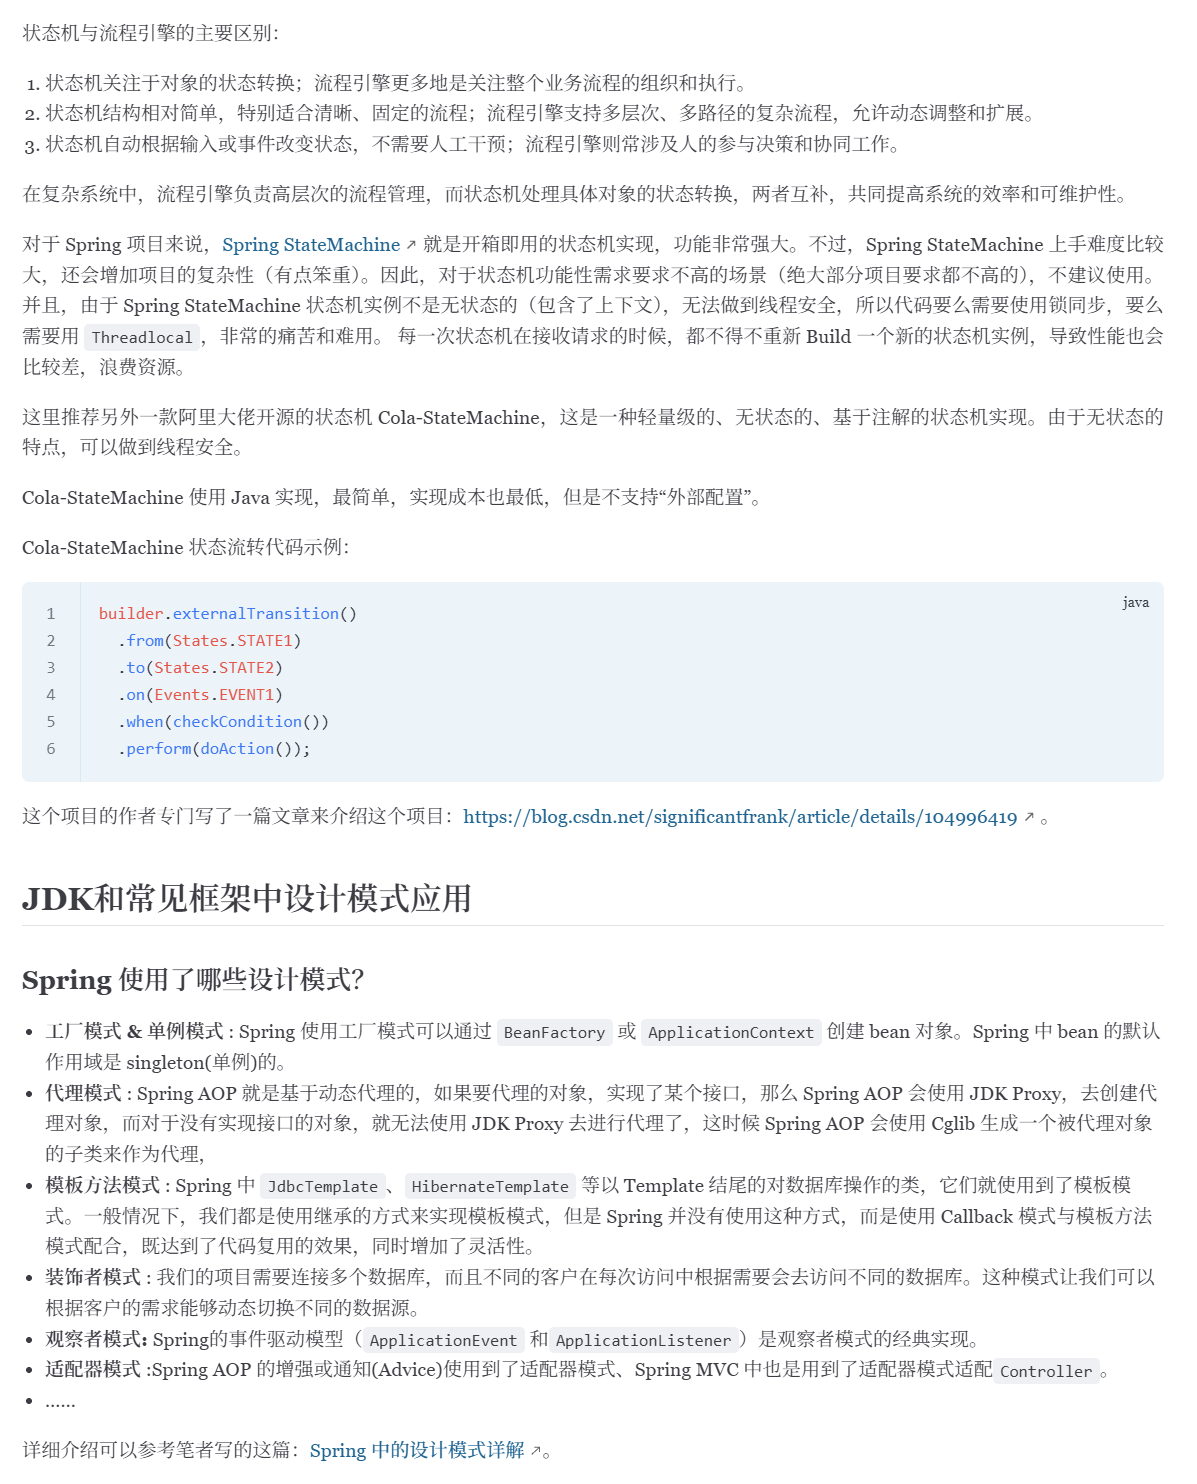 状态机与流程引擎的主要区别：
1. 状态机关注于对象的状态转换；流程引擎更多地是关注整个业务流程的组织和执行。
2. 状态机结构相对简单，特别适合清晰、固定的流程；流程引擎支持多层次、多路径的复杂流程，允许动态调整和扩展。
3. 状态机自动根据输入或事件改变状态，不需要人工干预；流程引擎则常涉及人的参与决策和协同工作。
在复杂系统中，流程引擎负责高层次的流程管理，而状态机处理具体对象的状态转换，两者互补，共同提高系统的效率和可维护性。
对于 Spring 项目来说，Spring StateMachine 就是开箱即用的状态机实现，功能非常强大。不过，Spring StateMachine 上手难度比较
大，还会增加项目的复杂性（有点笨重）。因此，对于状态机功能性需求要求不高的场景（绝大部分项目要求都不高的），不建议使用。
并且，由于 Spring StateMachine 状态机实例不是无状态的（包含了上下文），无法做到线程安全，所以代码要么需要使用锁同步，要么
需要用 Threadlocal，非常的痛苦和难用。 每一次状态机在接收请求的时候，都不得不重新 Build 一个新的状态机实例，导致性能也会
比较差，浪费资源。
这里推荐另外一款阿里大佬开源的状态机 Cola-StateMachine，这是一种轻量级的、无状态的、基于注解的状态机实现。由于无状态的
特点，可以做到线程安全。
Cola-StateMachine 使用 Java 实现，最简单，实现成本也最低，但是不支持“外部配置”。
Cola-StateMachine 状态流转代码示例：
java
1 builder.externalTransition()
2 .from(States.STATE1)
3 .to(States.STATE2)
4 .on(Events.EVENT1)
5 .when(checkCondition())
6 .perform(doAction());
这个项目的作者专门写了一篇文章来介绍这个项目：https://blog.csdn.net/significantfrank/article/details/104996419 。
JDK和常见框架中设计模式应用
Spring 使用了哪些设计模式？
• 工厂模式 & 单例模式 : Spring 使用工厂模式可以通过 BeanFactory 或 ApplicationContext 创建 bean 对象。Spring 中 bean 的默认
作用域是 singleton(单例)的。
• 代理模式 : Spring AOP 就是基于动态代理的，如果要代理的对象，实现了某个接口，那么 Spring AOP 会使用 JDK Proxy，去创建代
理对象，而对于没有实现接口的对象，就无法使用 JDK Proxy 去进行代理了，这时候 Spring AOP 会使用 Cglib 生成一个被代理对象
的子类来作为代理，
• 模板方法模式 : Spring 中 JdbcTemplate、HibernateTemplate 等以 Template 结尾的对数据库操作的类，它们就使用到了模板模
式。一般情况下，我们都是使用继承的方式来实现模板模式，但是 Spring 并没有使用这种方式，而是使用 Callback 模式与模板方法
模式配合，既达到了代码复用的效果，同时增加了灵活性。
• 装饰者模式 : 我们的项目需要连接多个数据库，而且不同的客户在每次访问中根据需要会去访问不同的数据库。这种模式让我们可以
根据客户的需求能够动态切换不同的数据源。
• 观察者模式: Spring的事件驱动模型（ApplicationEvent 和ApplicationListener）是观察者模式的经典实现。
• 适配器模式 :Spring AOP 的增强或通知(Advice)使用到了适配器模式、Spring MVC 中也是用到了适配器模式适配Controller。
• ……
详细介绍可以参考笔者写的这篇：Spring 中的设计模式详解。